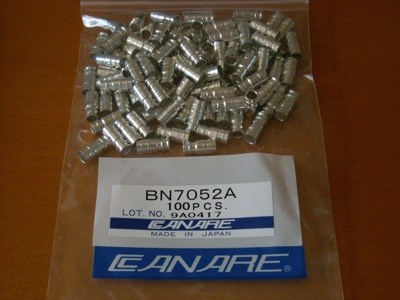 BN7052A
100PCS.
LOT. NO. 9A0417
CANARE
MADE IN JAPAN
CANARE®